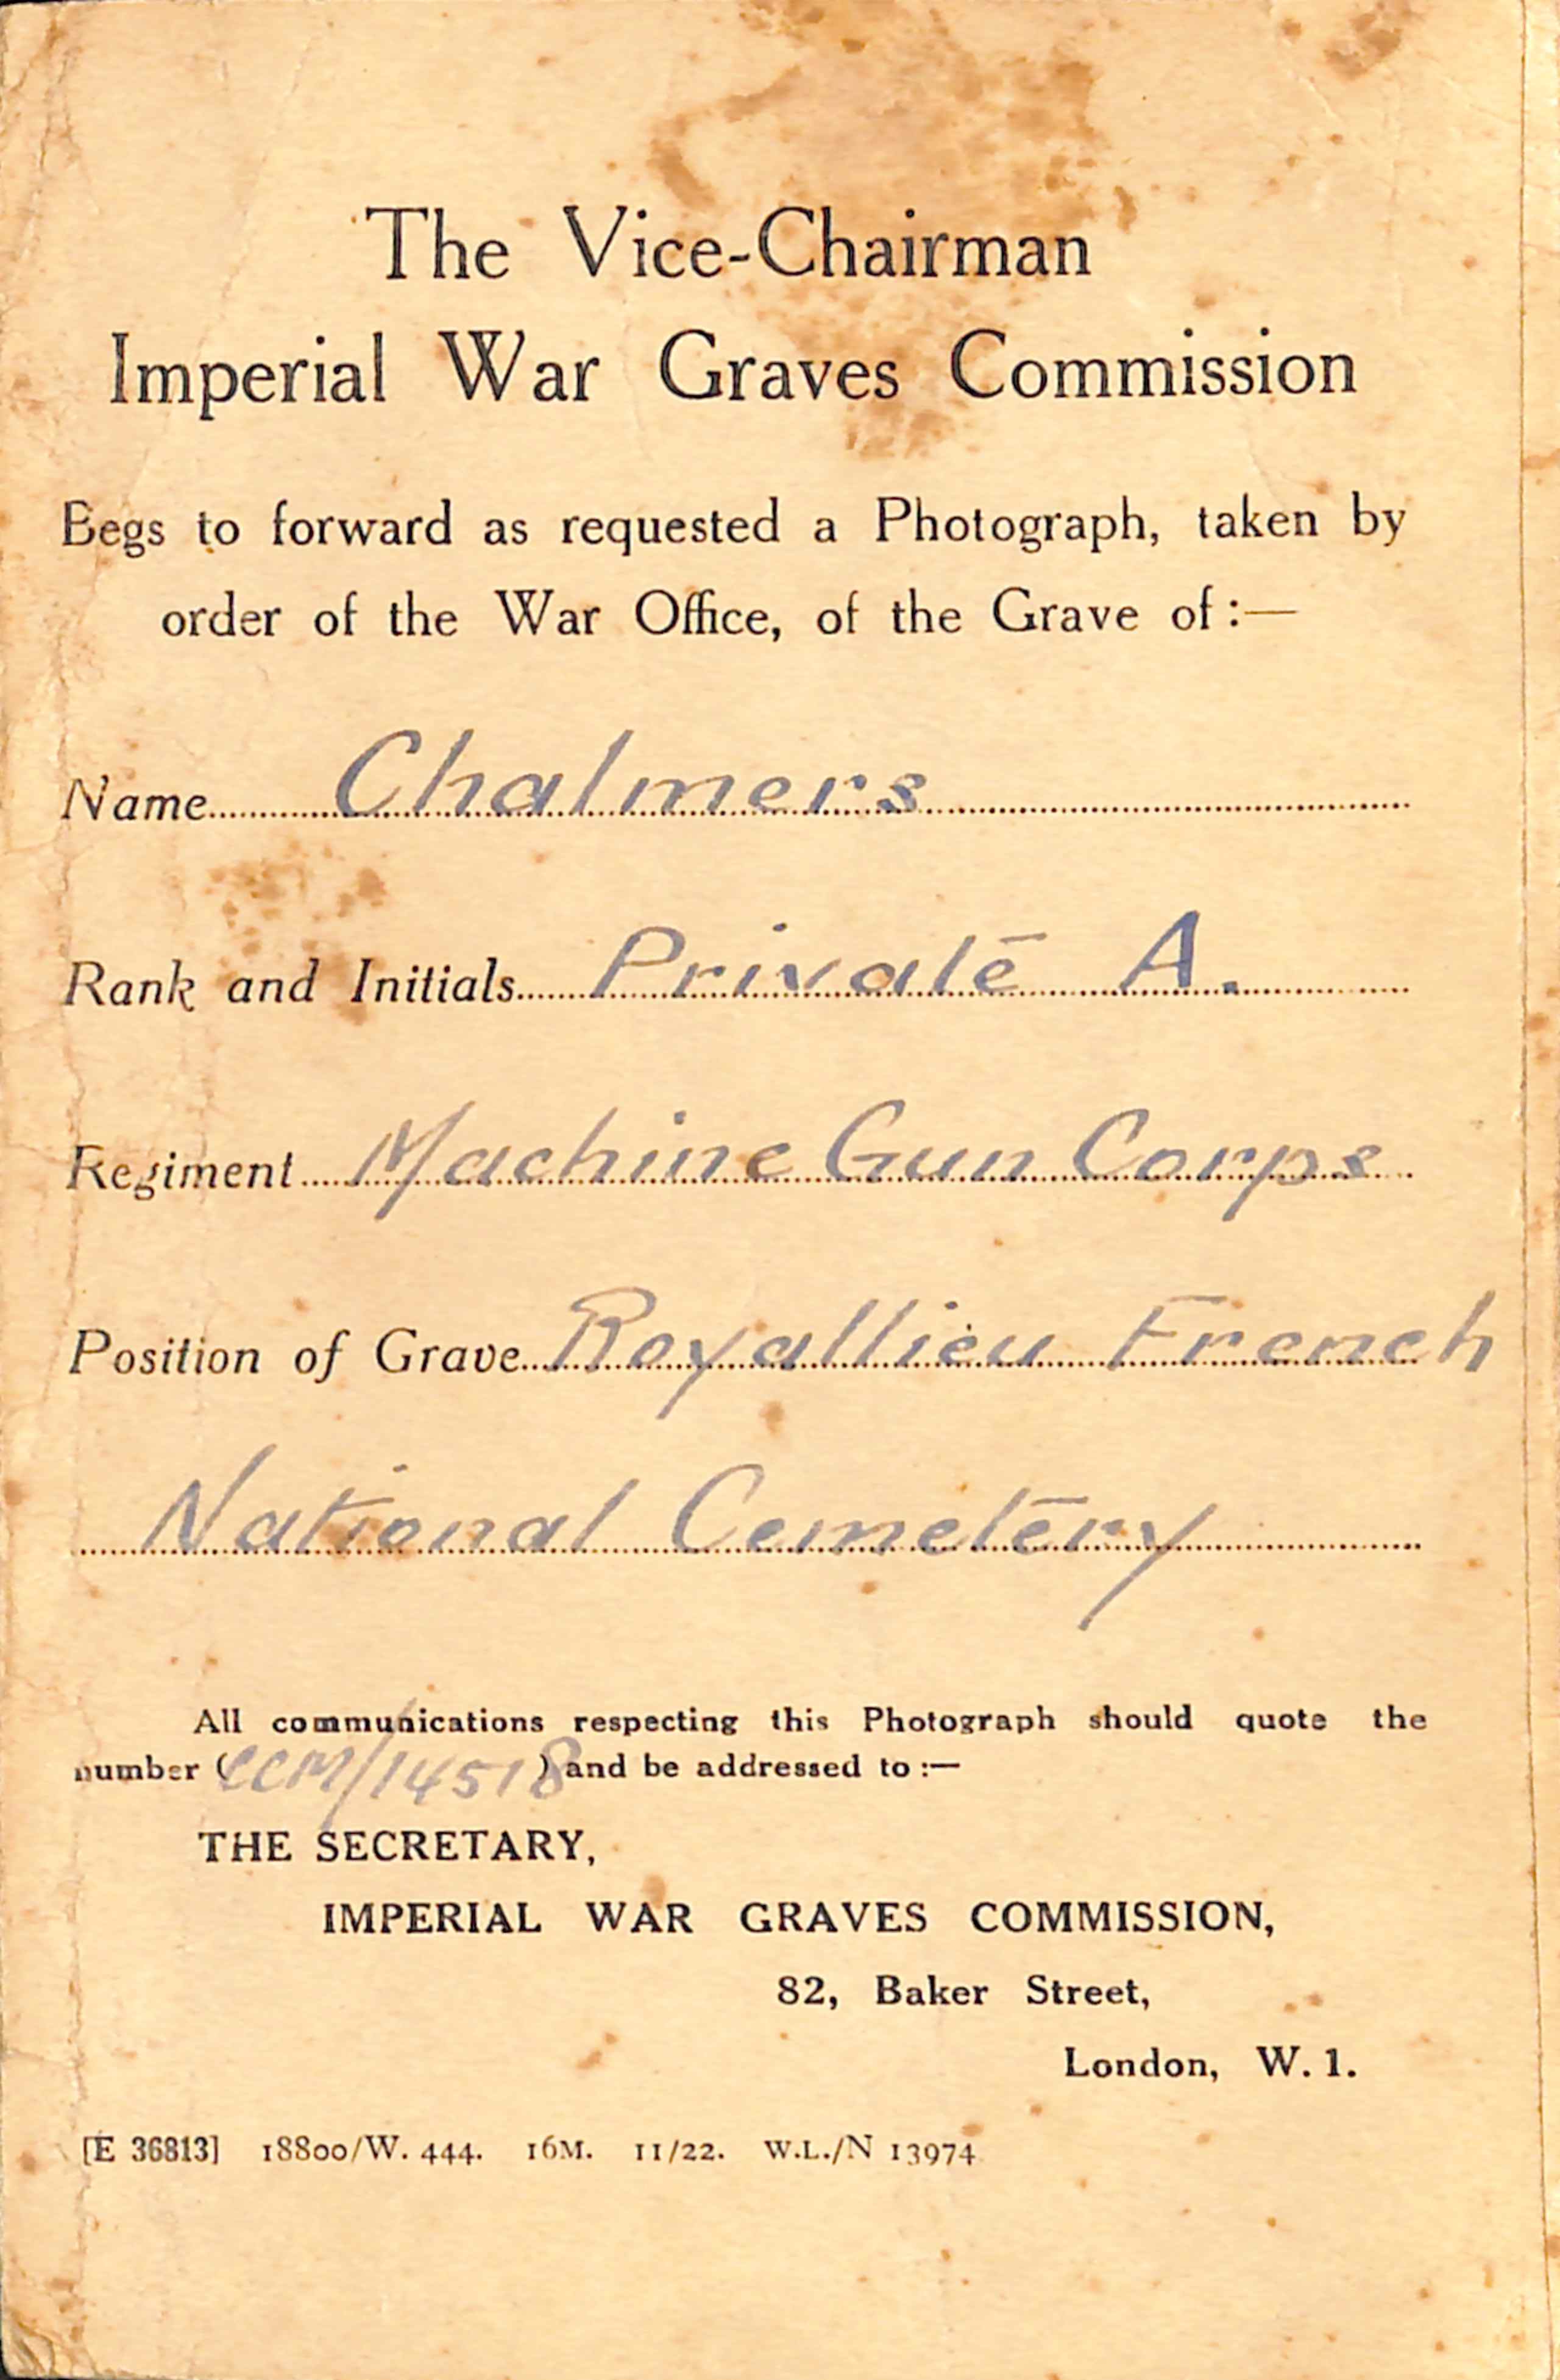 The Vice-Chairman
Imperial War Graves Commission
Begs to forward as requested a Photograph, taken by
order of the War Office, of the Grave of :—
Name Chalmers
Rank and Initials Private A.
Regiment Machine Gun Corps
Position of Grave Royallieu French
National Cemetery
All communications respecting this Photograph should quote the
number (CCM/14518) and be addressed to :—
THE SECRETARY,
IMPERIAL WAR GRAVES COMMISSION,
82, Baker Street,
London, W. 1.
[E 36813] 18800/W. 444. 16M. 11/22. W.L./N 13974